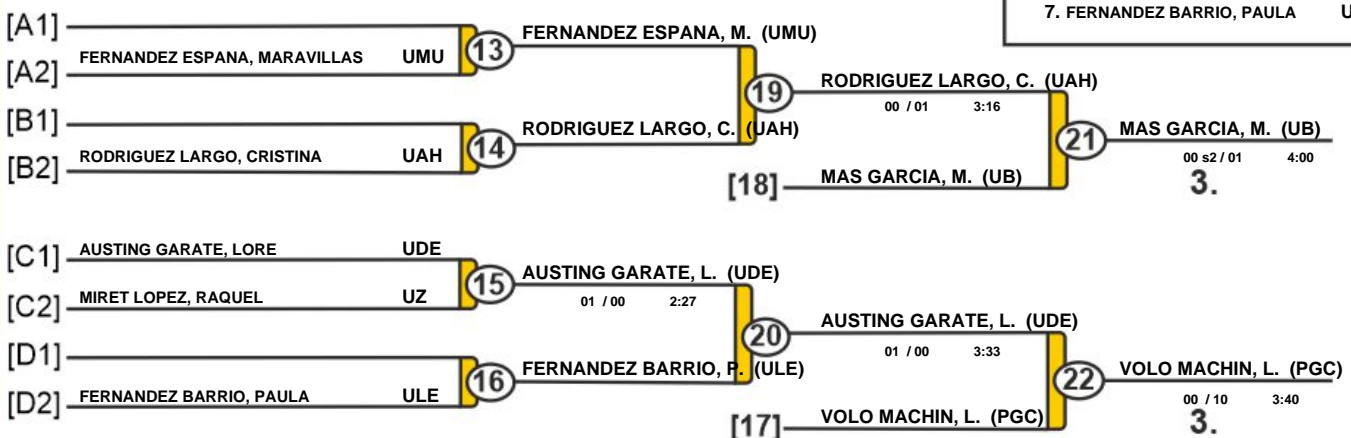 7. FERNANDEZ BARRIO, PAULA
[A1]
FERNANDEZ ESPANA, MARAVILLAS UMU
[A2]
13
FERNANDEZ ESPANA, M. (UMU)
[B1]
RODRIGUEZ LARGO, CRISTINA UAH
[B2]
14
RODRIGUEZ LARGO, C. (UAH)
19
RODRIGUEZ LARGO, C. (UAH)
00 / 01 3:16
[18] MAS GARCIA, M. (UB)
21
MAS GARCIA, M. (UB)
00 s2 / 01 4:00
3.
[C1] AUSTING GARATE, LORE UDE
[C2] MIRET LOPEZ, RAQUEL UZ
15
AUSTING GARATE, L. (UDE)
01 / 00 2:27
[D1]
[D2] FERNANDEZ BARRIO, PAULA ULE
16
FERNANDEZ BARRIO, P. (ULE)
20
AUSTING GARATE, L. (UDE)
01 / 00 3:33
[17] VOLO MACHIN, L. (PGC)
22
VOLO MACHIN, L. (PGC)
00 / 10 3:40
3.